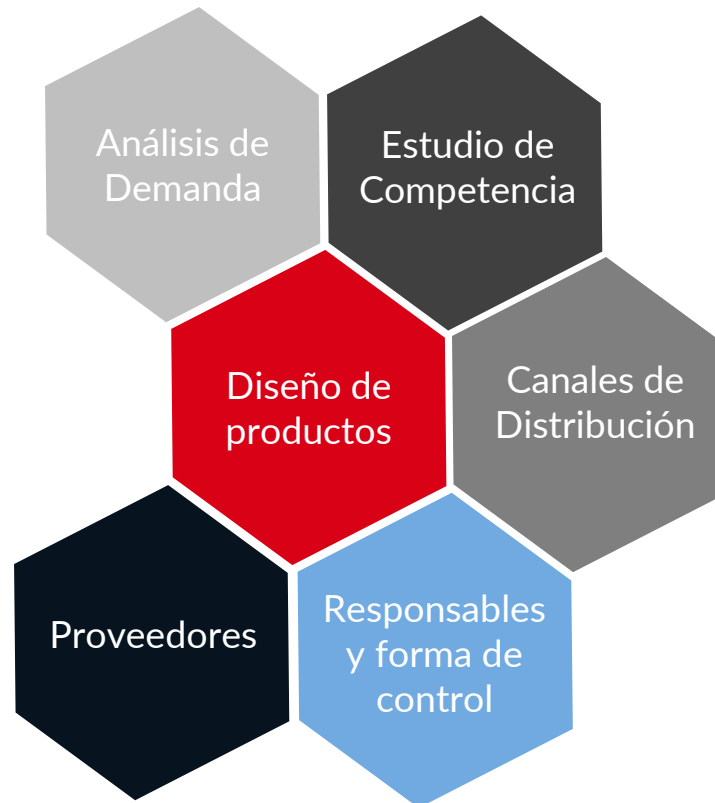 Análisis de
Demanda
Estudio de
Competencia
Diseño de
productos
Canales de
Distribución
Proveedores
Responsables
y forma de
control